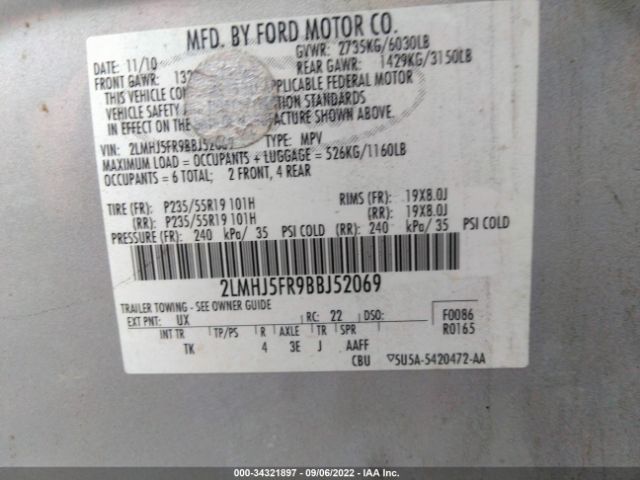 MFD. BY FORD MOTOR CO.
DATE: 11/10 GVWR: 2735KG/6030LB
FRONT GAWR: REAR GAWR: 1429KG/3150LB
THIS VEHICLE APPLICABLE FEDERAL MOTOR
VEHICLE SAFETY STANDARDS
IN EFFECT ON THE SHOWN ABOVE.
VIN: TYPE: MPV
MAXIMUM LOAD = OCCUPANTS + LUGGAGE = 526KG/1160LB
OCCUPANTS = 6 TOTAL; 2 FRONT, 4 REAR
TIRE (FR): P235/55R19 101H RIMS (FR): 19X8.0J
(RR): P235/55R19 101H (RR): 19X8.0J
PRESSURE (FR): 240 kPa/ 35 PSI COLD (RR): 240 kPa/ 35 PSI COLD
2LMHJ5FR9BBJ52069
TRAILER TOWING - SEE OWNER GUIDE
EXT PNT: UX RC: 22 DSO: F0086
INT TR TP/PS R AXLE TR SPR R0165
TK 4 3E J AAFF
CBU 5U5A-5420472-AA
000-34321897 - 09/06/2022 - IAA Inc.